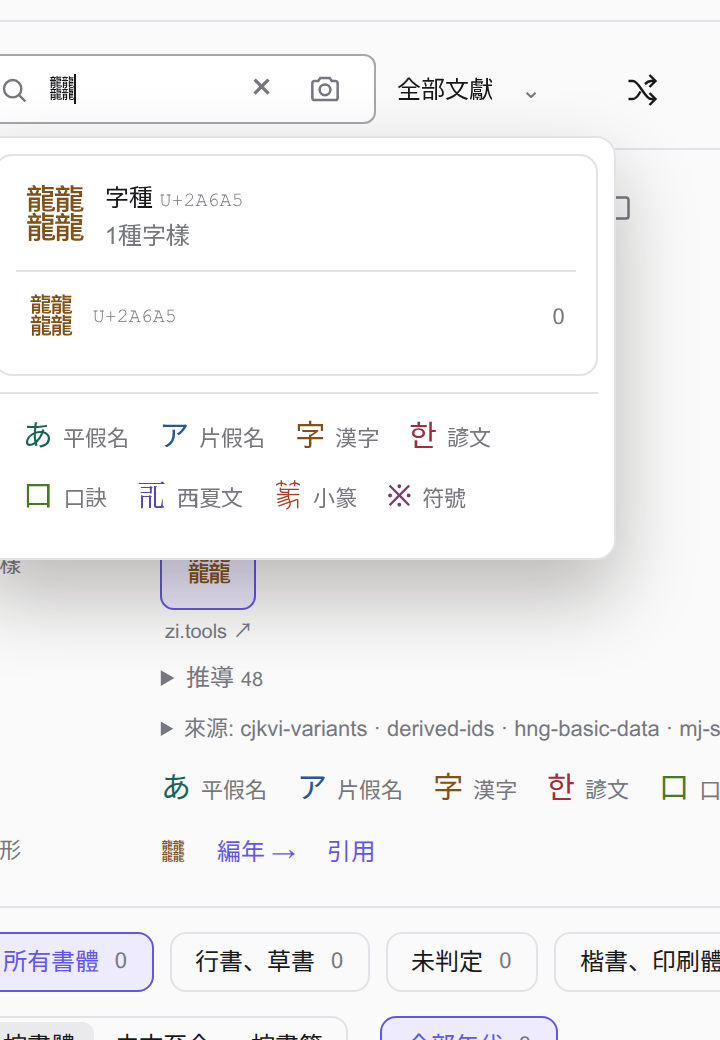 𪚥 全部文獻
𪚥 字種 U+2A6A5
1種字樣
𪚥 U+2A6A5 0
あ 平假名 ア 片假名 字 漢字 한 諺文
口 口訣 西夏文 篆 小篆 ※ 符號
樣 𪚥
zi.tools ↗
▶ 推導 48
▶ 來源: cjkvi-variants · derived-ids · hng-basic-data · mj-s
あ 平假名 ア 片假名 字 漢字 한 諺文 口 口
形 𪚥 編年 → 引用
所有書體 0 行書、草書 0 未判定 0 楷書、印刷體